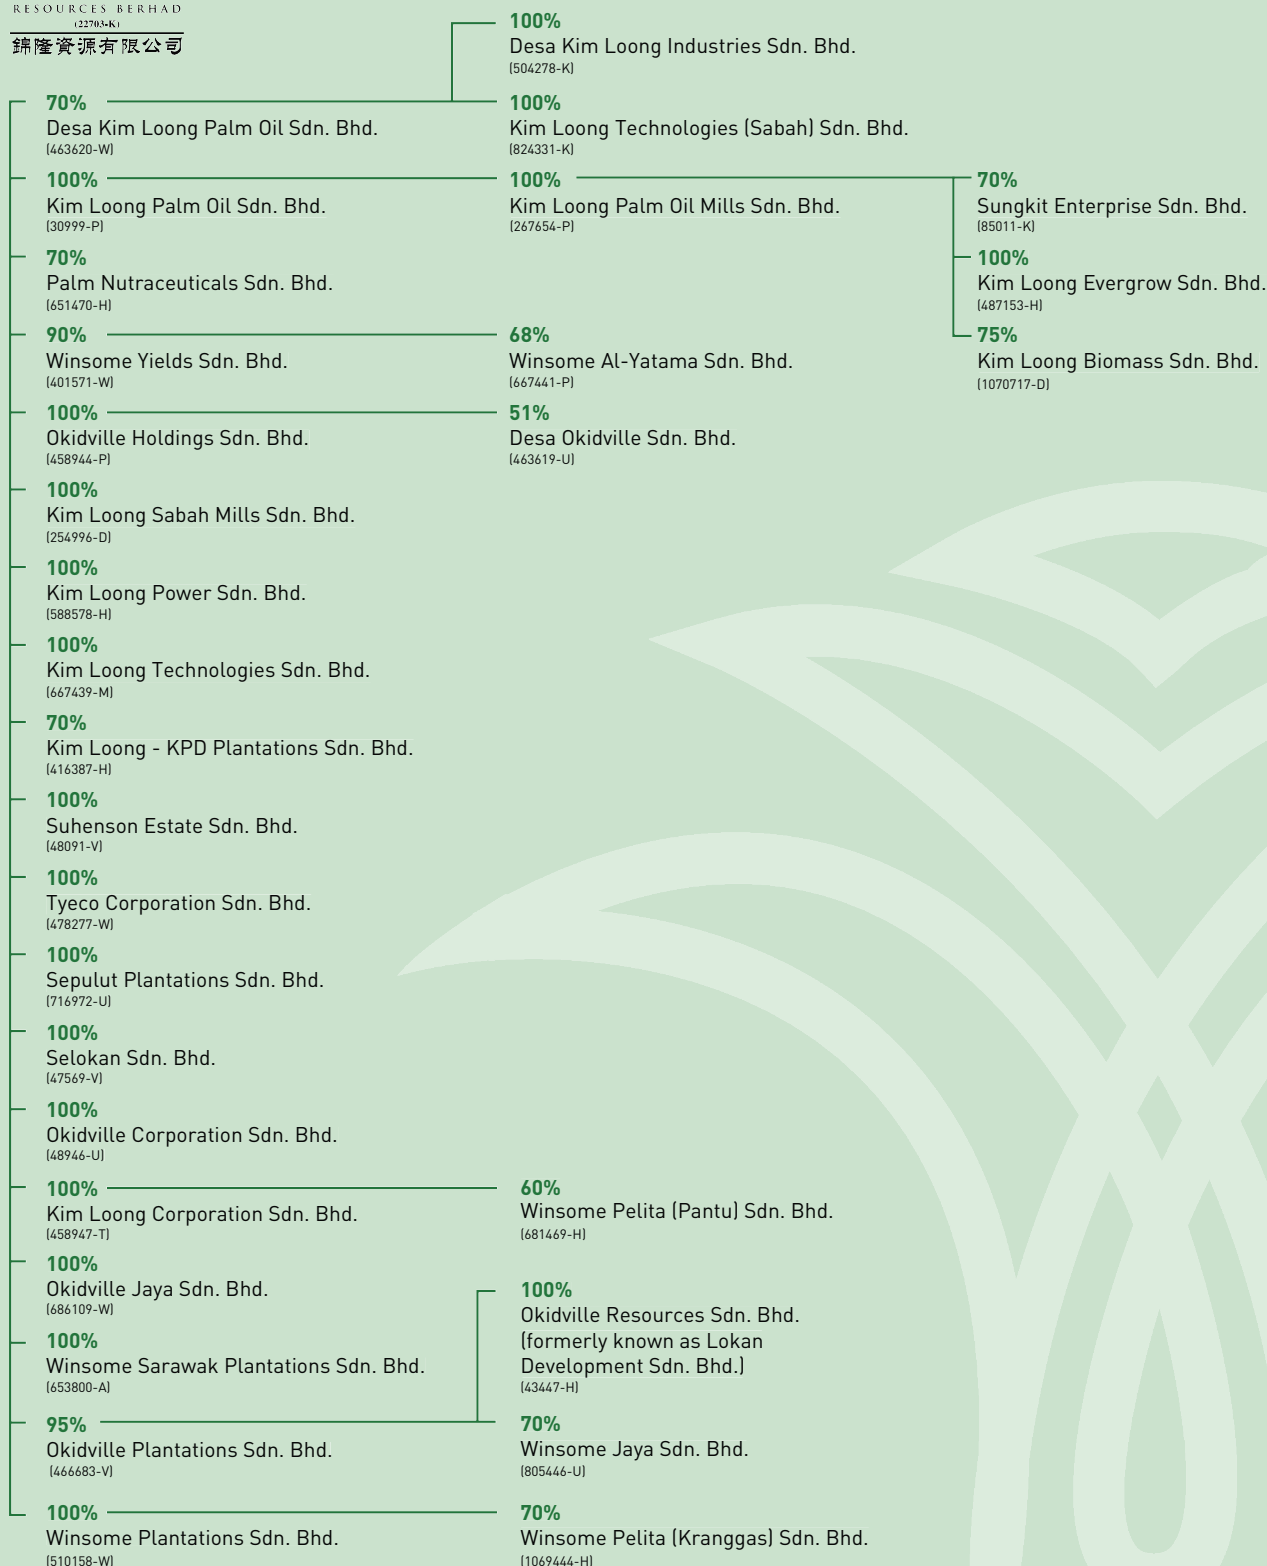 RESOURCES BERHAD
(22703-K)
錦隆資源有限公司
100%
Desa Kim Loong Industries Sdn. Bhd.
(504278-K)
70%
Desa Kim Loong Palm Oil Sdn. Bhd.
(463620-W)
100%
Kim Loong Technologies (Sabah) Sdn. Bhd.
(824331-K)
100%
Kim Loong Palm Oil Sdn. Bhd.
(30999-P)
100%
Kim Loong Palm Oil Mills Sdn. Bhd.
(267654-P)
70%
Sungkit Enterprise Sdn. Bhd.
(85011-K)
100%
Kim Loong Evergrow Sdn. Bhd.
(487153-H)
75%
Kim Loong Biomass Sdn. Bhd.
(1070717-D)
70%
Palm Nutraceuticals Sdn. Bhd.
(651470-H)
90%
Winsome Yields Sdn. Bhd.
(401571-W)
68%
Winsome Al-Yatama Sdn. Bhd.
(667441-P)
100%
Okidville Holdings Sdn. Bhd.
(458944-P)
51%
Desa Okidville Sdn. Bhd.
(463619-U)
100%
Kim Loong Sabah Mills Sdn. Bhd.
(254996-D)
100%
Kim Loong Power Sdn. Bhd.
(588578-H)
100%
Kim Loong Technologies Sdn. Bhd.
(667439-M)
70%
Kim Loong - KPD Plantations Sdn. Bhd.
(416387-H)
100%
Suhenson Estate Sdn. Bhd.
(48091-V)
100%
Tyeco Corporation Sdn. Bhd.
(478277-W)
100%
Sepulut Plantations Sdn. Bhd.
(716972-U)
100%
Selokan Sdn. Bhd.
(47569-V)
100%
Okidville Corporation Sdn. Bhd.
(48946-U)
100%
Kim Loong Corporation Sdn. Bhd.
(458947-T)
60%
Winsome Pelita (Pantu) Sdn. Bhd.
(681469-H)
100%
Okidville Jaya Sdn. Bhd.
(686109-W)
100%
Winsome Sarawak Plantations Sdn. Bhd.
(653800-A)
95%
Okidville Plantations Sdn. Bhd.
(466683-V)
100%
Okidville Resources Sdn. Bhd.
(formerly known as Lokan
Development Sdn. Bhd.)
(43447-H)
70%
Winsome Jaya Sdn. Bhd.
(805446-U)
100%
Winsome Plantations Sdn. Bhd.
(510158-W)
70%
Winsome Pelita (Kranggas) Sdn. Bhd.
(1069444-H)